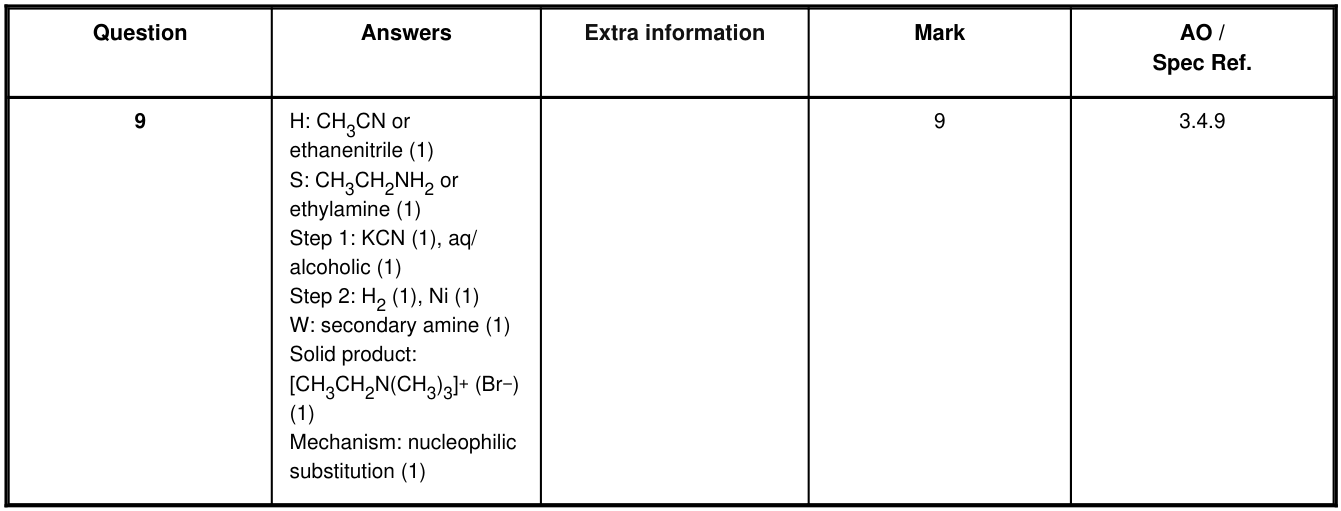 Question Answers Extra information Mark AO /
Spec Ref.
9 H: CH₃CN or 9 3.4.9
ethanenitrile (1)
S: CH₃CH₂NH₂ or
ethylamine (1)
Step 1: KCN (1), aq/
alcoholic (1)
Step 2: H₂ (1), Ni (1)
W: secondary amine (1)
Solid product:
[CH₃CH₂N(CH₃)₃]⁺ (Br⁻)
(1)
Mechanism: nucleophilic
substitution (1)